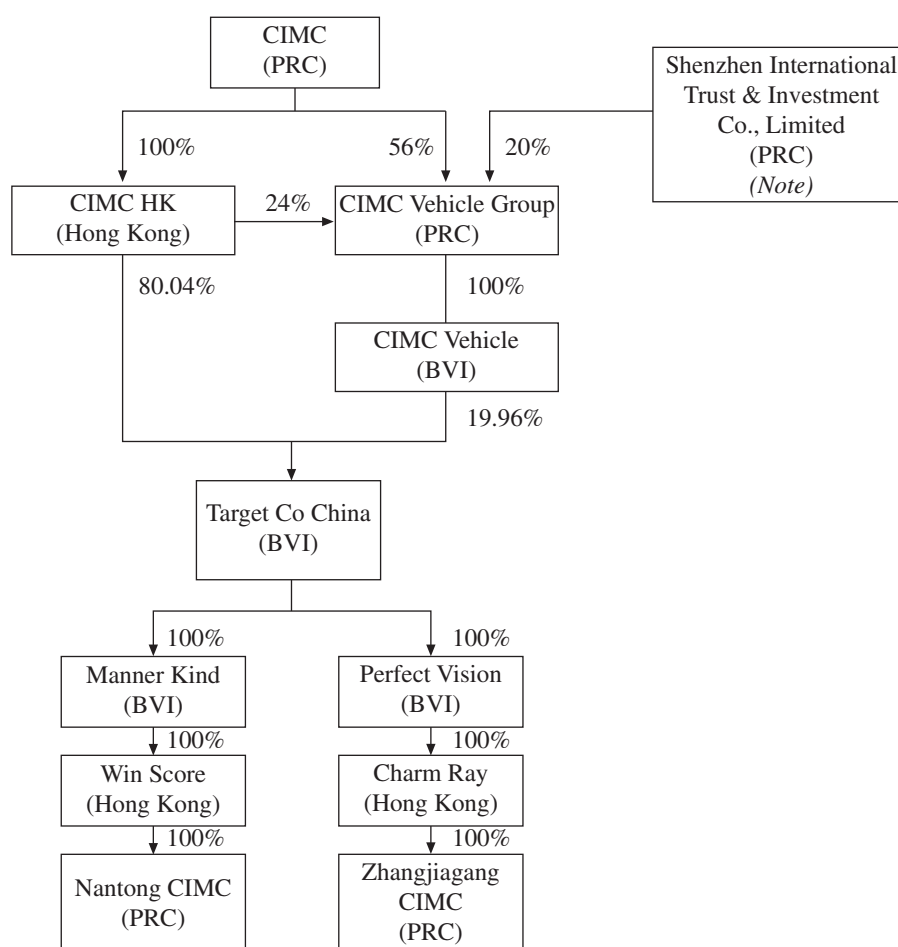 CIMC
(PRC)
Shenzhen International
Trust & Investment
Co., Limited
(PRC)
(Note)
100%
56%
20%
CIMC HK
(Hong Kong)
24%
CIMC Vehicle Group
(PRC)
80.04%
100%
CIMC Vehicle
(BVI)
19.96%
Target Co China
(BVI)
100%
100%
Manner Kind
(BVI)
Perfect Vision
(BVI)
100%
100%
Win Score
(Hong Kong)
Charm Ray
(Hong Kong)
100%
100%
Nantong CIMC
(PRC)
Zhangjiagang
CIMC
(PRC)